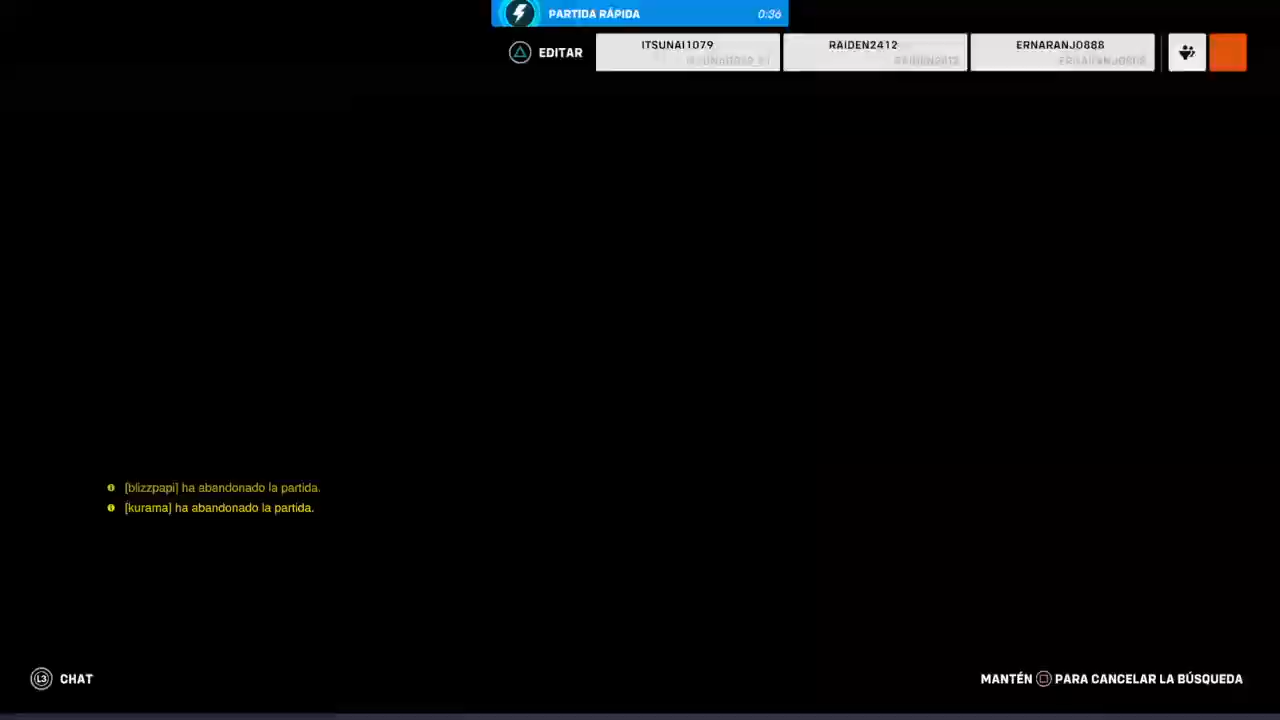 PARTIDA RÁPIDA 0:36
EDITAR ITSUNAI1079 RAIDEN2412 ERNARANJO888
[blizzpapi] ha abandonado la partida.
[kurama] ha abandonado la partida.
L3 CHAT
MANTÉN PARA CANCELAR LA BÚSQUEDA